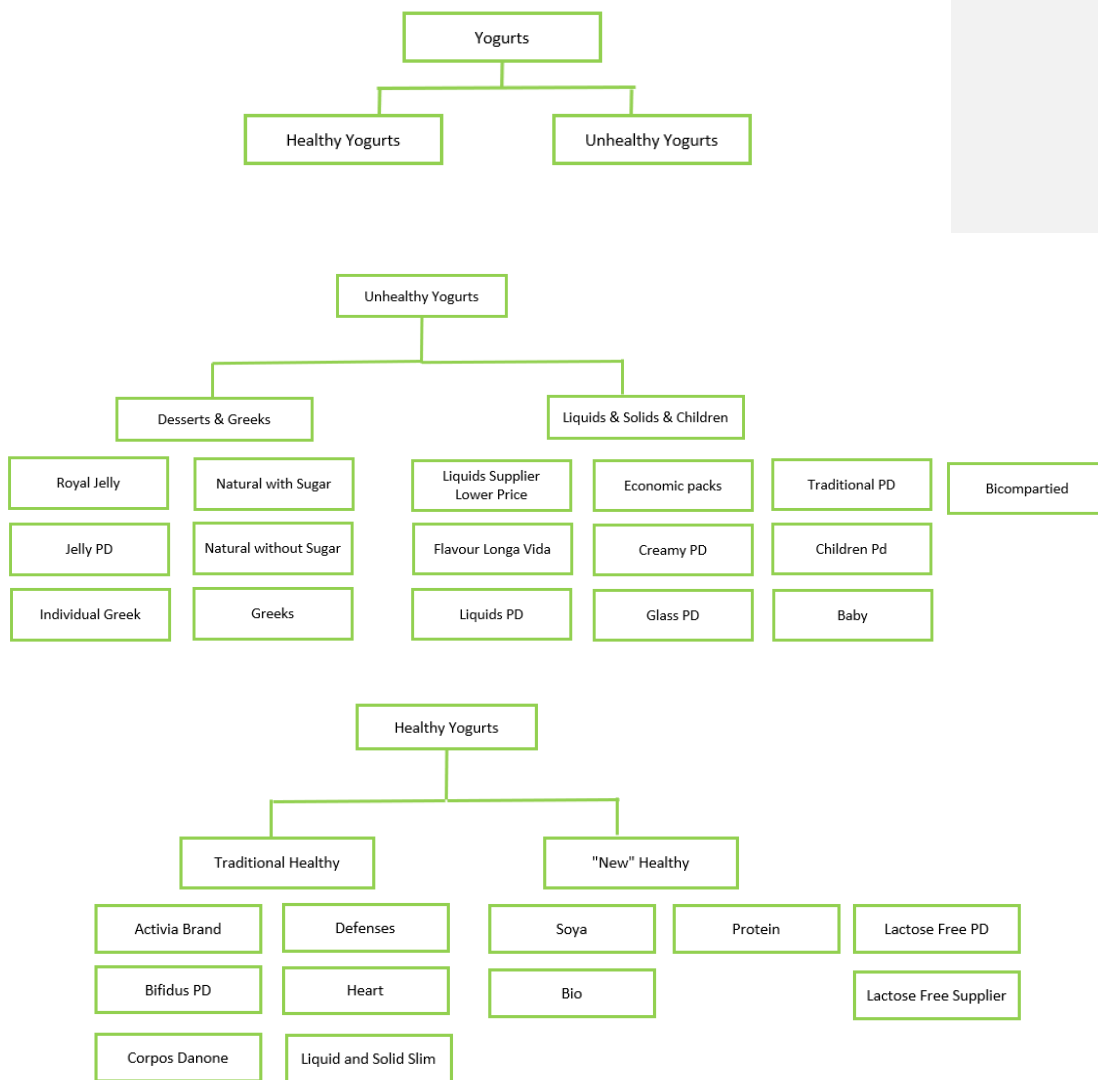 Yogurts
Healthy Yogurts
Unhealthy Yogurts
Unhealthy Yogurts
Desserts & Greeks
Liquids & Solids & Children
Royal Jelly
Natural with Sugar
Liquids Supplier
Lower Price
Economic packs
Traditional PD
Bicompartied
Jelly PD
Natural without Sugar
Flavour Longa Vida
Creamy PD
Children Pd
Individual Greek
Greeks
Liquids PD
Glass PD
Baby
Healthy Yogurts
Traditional Healthy
"New" Healthy
Activia Brand
Defenses
Soya
Protein
Lactose Free PD
Bifidus PD
Heart
Bio
Lactose Free Supplier
Corpos Danone
Liquid and Solid Slim